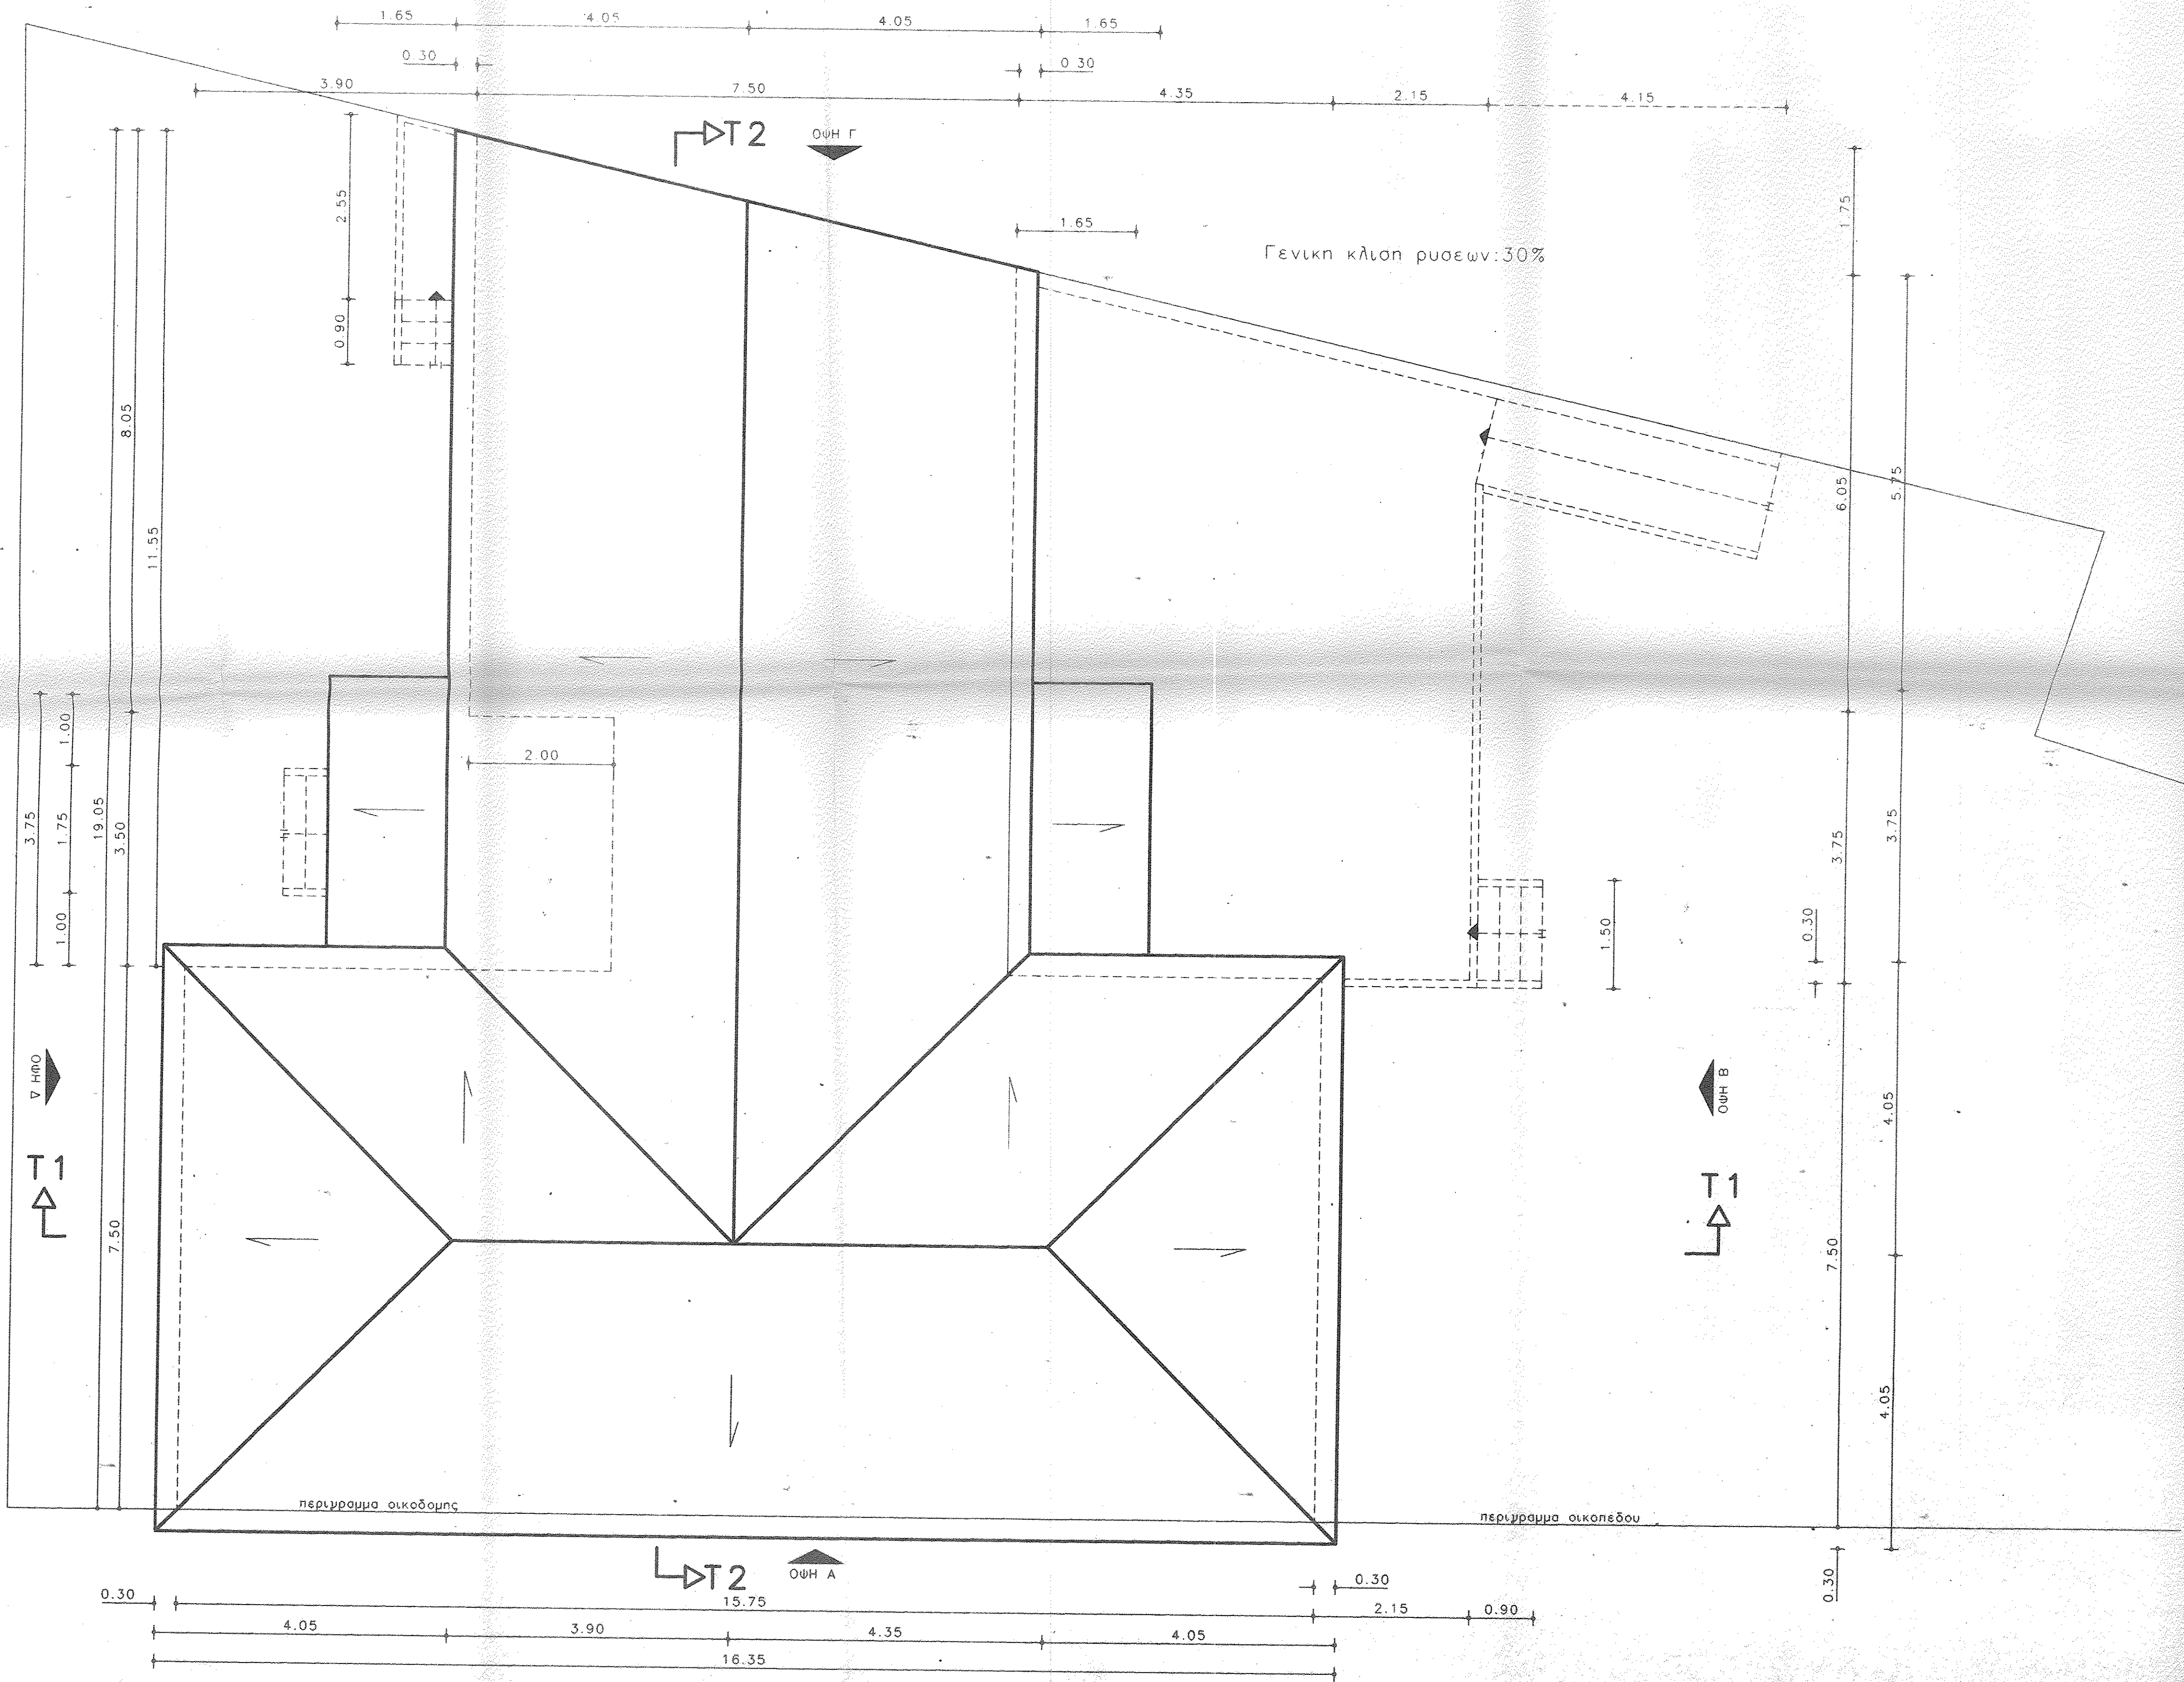 1.65 4.05 4.05 1.65
0.30 0.30
3.90 7.50 4.35 2.15 4.15
T2 ΟΨΗ Γ
2.55
1.65
1.75
Γενικη κλιση ρυσεων:30%
0.90
8.05
11.55
6.05
5.75
1.00
2.00
3.75
1.75
19.05
3.50
3.75
3.75
1.00
1.50
0.30
ΟΨΗ Δ
ΟΨΗ Β
4.05
T1
T1
7.50
7.50
4.05
περιγραμμα οικοδομης
περιγραμμα οικοπεδου
T2 ΟΨΗ Α
0.30 0.30
0.30
15.75 2.15 0.90
4.05 3.90 4.35 4.05
16.35